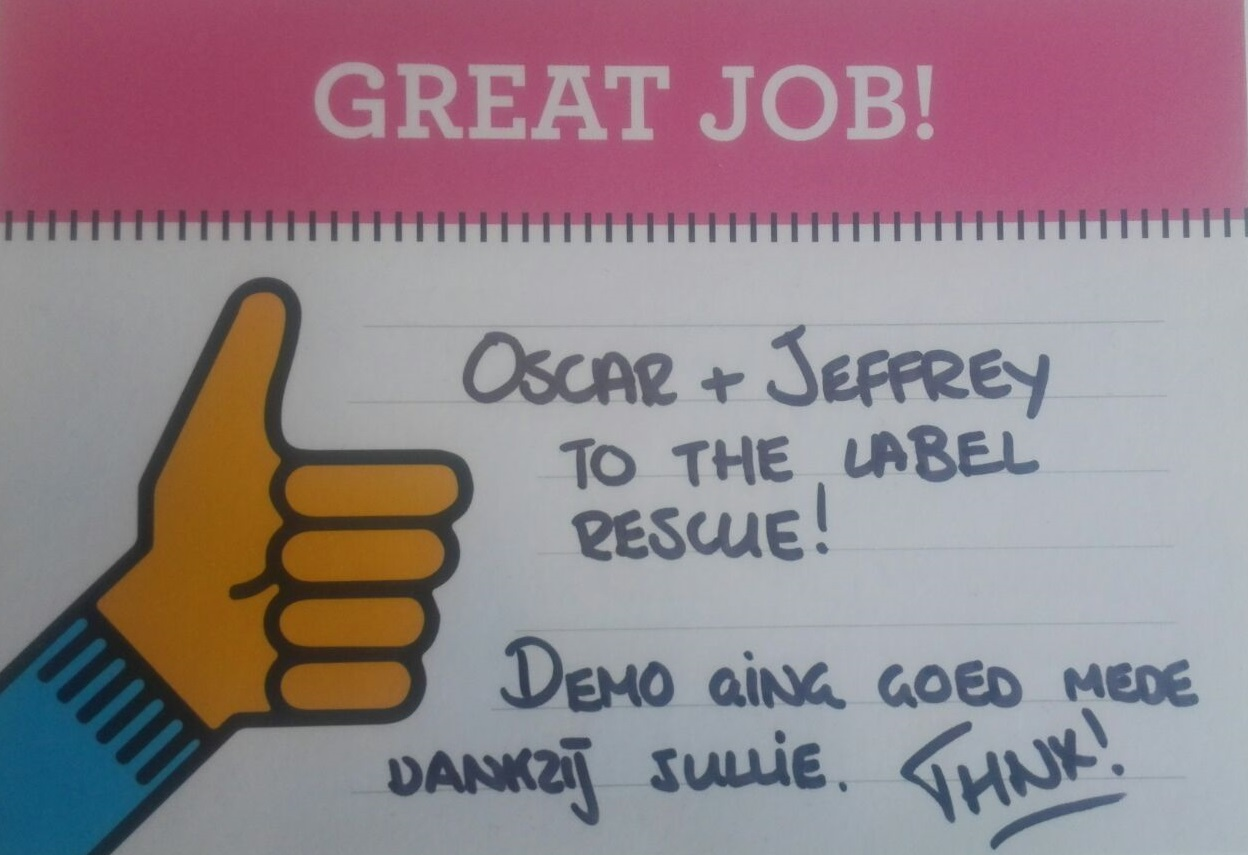 GREAT JOB!
OSCAR + JEFFREY
TO THE LABEL
RESCUE!
DEMO GING GOED MEDE
DANKZIJ JULLIE. THNX!